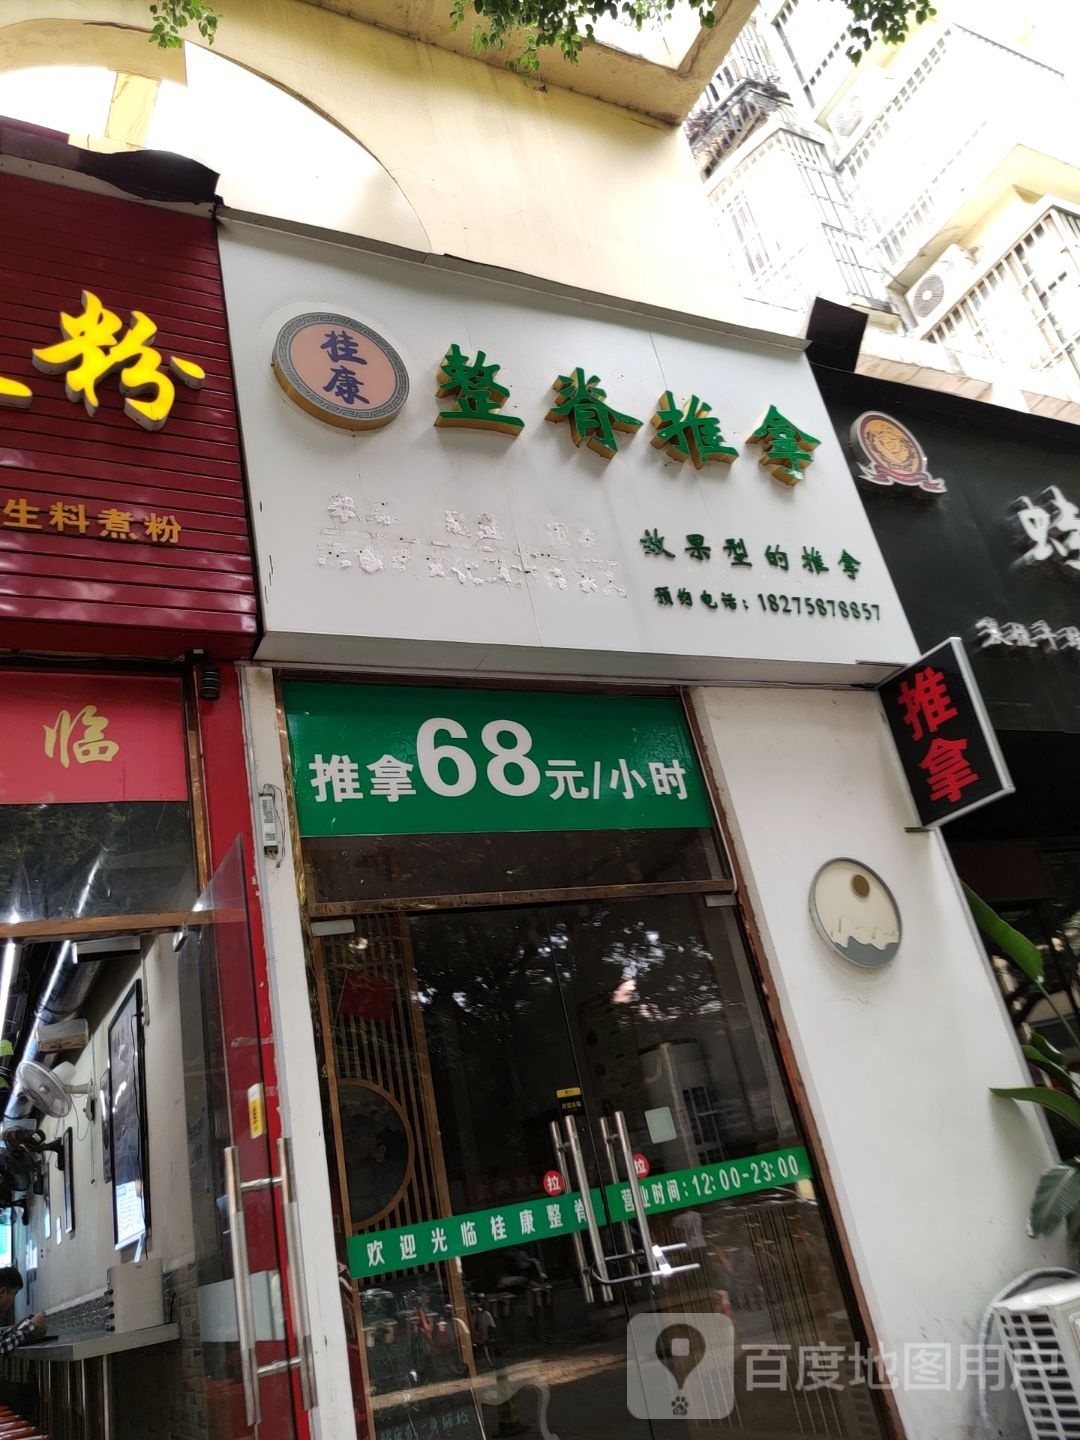 粉
生料煮粉
临
桂康
整脊推拿
效果型的推拿
预约电话:18275878857
推拿
推拿68元/小时
拉
拉
欢迎光临桂康整脊
营业时间:12:00-23:00
百度地图用户